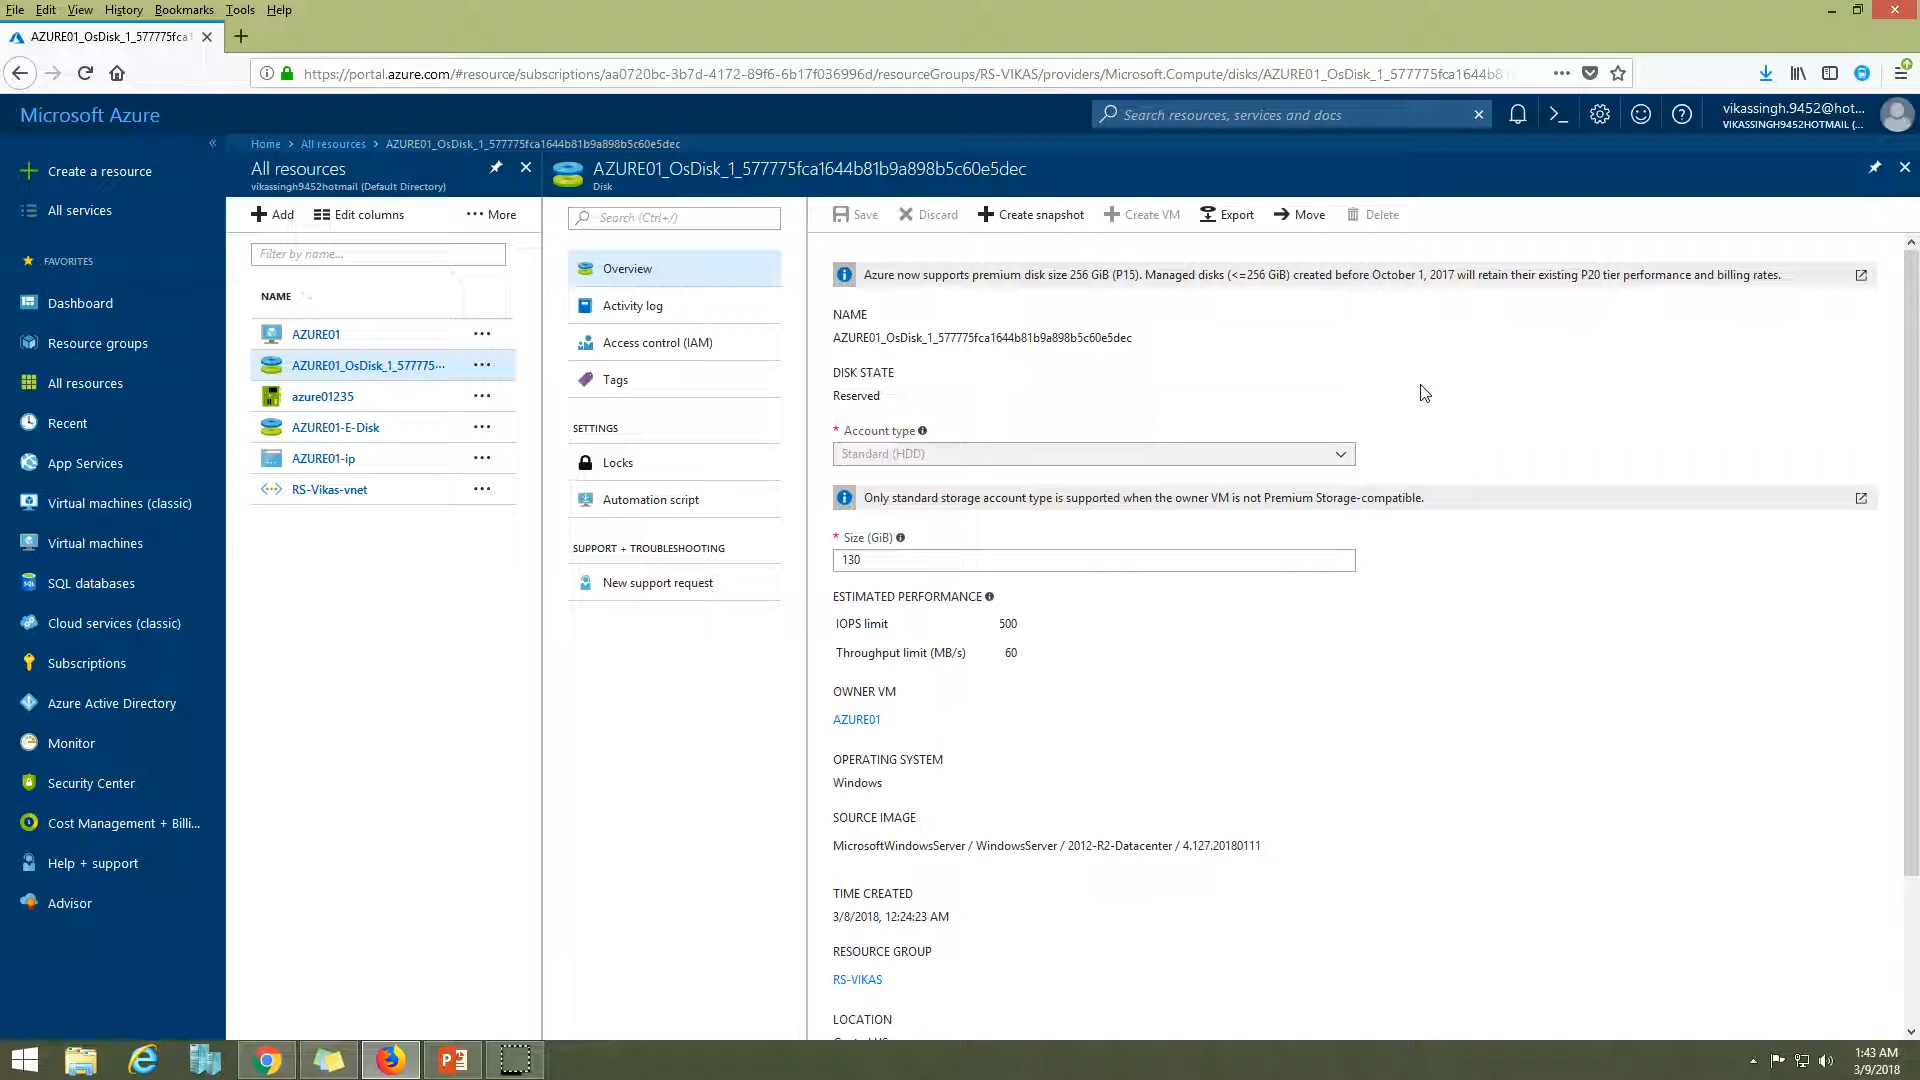 File Edit View History Bookmarks Tools Help
AZURE01_OsDisk_1_577775fca1
https://portal.azure.com/#resource/subscriptions/aa0720bc-3b7d-4172-89f6-6b17f036996d/resourceGroups/RS-VIKAS/providers/Microsoft.Compute/disks/AZURE01_OsDisk_1_577775fca1644b81
Microsoft Azure
Search resources, services and docs
vikassingh.9452@hot...
VIKASSINGH9452HOTMAIL (...
Home > All resources > AZURE01_OsDisk_1_577775fca1644b81b9a898b5c60e5dec
Create a resource
All services
FAVORITES
Dashboard
Resource groups
All resources
Recent
App Services
Virtual machines (classic)
Virtual machines
SQL databases
Cloud services (classic)
Subscriptions
Azure Active Directory
Monitor
Security Center
Cost Management + Billi...
Help + support
Advisor
All resources
vikassingh9452hotmail (Default Directory)
Add Edit columns ••• More
Filter by name...
NAME
AZURE01 •••
AZURE01_OsDisk_1_577775··· •••
azure01235 •••
AZURE01-E-Disk •••
AZURE01-ip •••
RS-Vikas-vnet •••
AZURE01_OsDisk_1_577775fca1644b81b9a898b5c60e5dec
Disk
Search (Ctrl+/)
Overview
Activity log
Access control (IAM)
Tags
SETTINGS
Locks
Automation script
SUPPORT + TROUBLESHOOTING
New support request
Save Discard Create snapshot Create VM Export Move Delete
Azure now supports premium disk size 256 GiB (P15). Managed disks (<=256 GiB) created before October 1, 2017 will retain their existing P20 tier performance and billing rates.
NAME
AZURE01_OsDisk_1_577775fca1644b81b9a898b5c60e5dec
DISK STATE
Reserved
* Account type
Standard (HDD)
Only standard storage account type is supported when the owner VM is not Premium Storage-compatible.
* Size (GiB)
130
ESTIMATED PERFORMANCE
IOPS limit 500
Throughput limit (MB/s) 60
OWNER VM
AZURE01
OPERATING SYSTEM
Windows
SOURCE IMAGE
MicrosoftWindowsServer / WindowsServer / 2012-R2-Datacenter / 4.127.20180111
TIME CREATED
3/8/2018, 12:24:23 AM
RESOURCE GROUP
RS-VIKAS
LOCATION
1:43 AM
3/9/2018